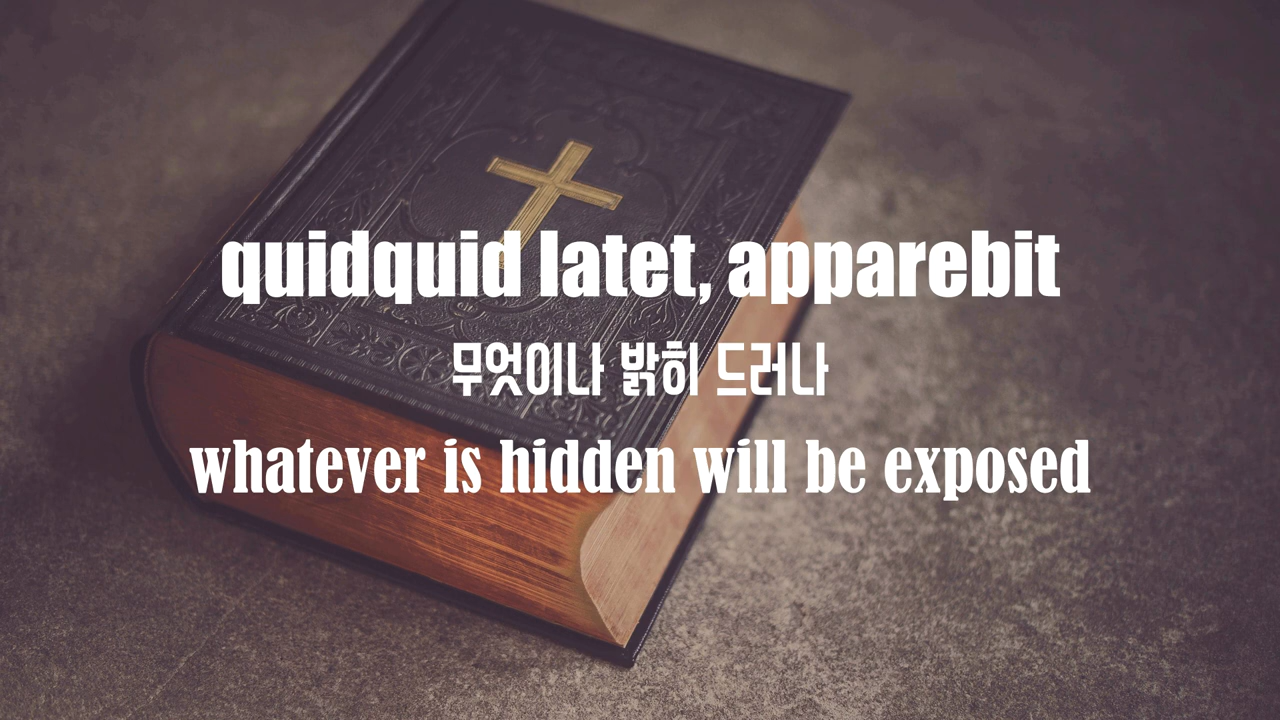 quidquid latet, apparebit
무엇이나 밝히 드러나
whatever is hidden will be exposed